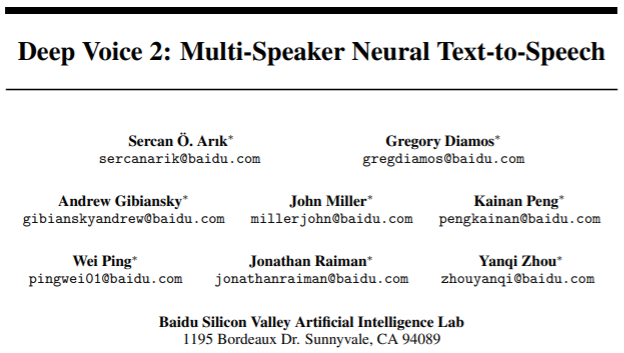 Deep Voice 2: Multi-Speaker Neural Text-to-Speech
Sercan Ö. Arık* Gregory Diamos*
sercanarik@baidu.com gregdiamos@baidu.com
Andrew Gibiansky* John Miller* Kainan Peng*
gibianskyandrew@baidu.com millerjohn@baidu.com pengkainan@baidu.com
Wei Ping* Jonathan Raiman* Yanqi Zhou*
pingwei01@baidu.com jonathanraiman@baidu.com zhouyanqi@baidu.com
Baidu Silicon Valley Artificial Intelligence Lab
1195 Bordeaux Dr. Sunnyvale, CA 94089